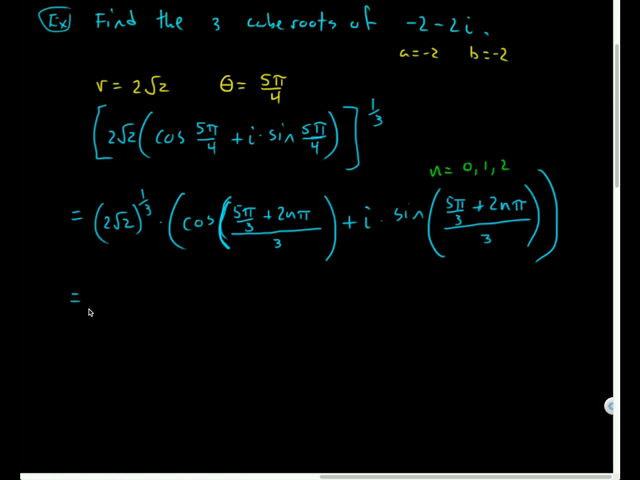 Ex Find the 3 cube roots of -2-2i.
a=-2 b=-2
r = 2√2 θ = 5π/4
[2√2(cos 5π/4 + i·sin 5π/4)]^(1/3)
n = 0, 1, 2
= (2√2)^(1/3) · (cos((5π/3 + 2nπ)/3) + i · sin((5π/3 + 2nπ)/3))
=